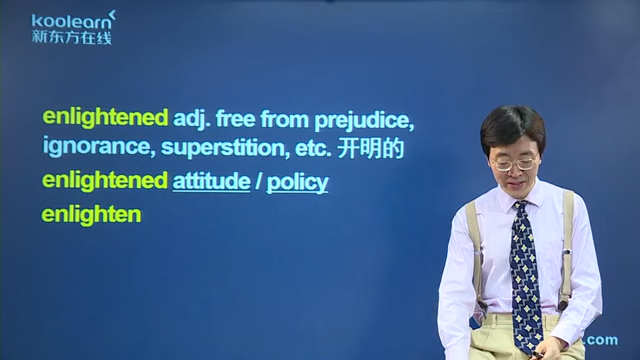 koolearn
新东方在线
enlightened adj. free from prejudice,
ignorance, superstition, etc. 开明的
enlightened attitude / policy
enlighten
.com